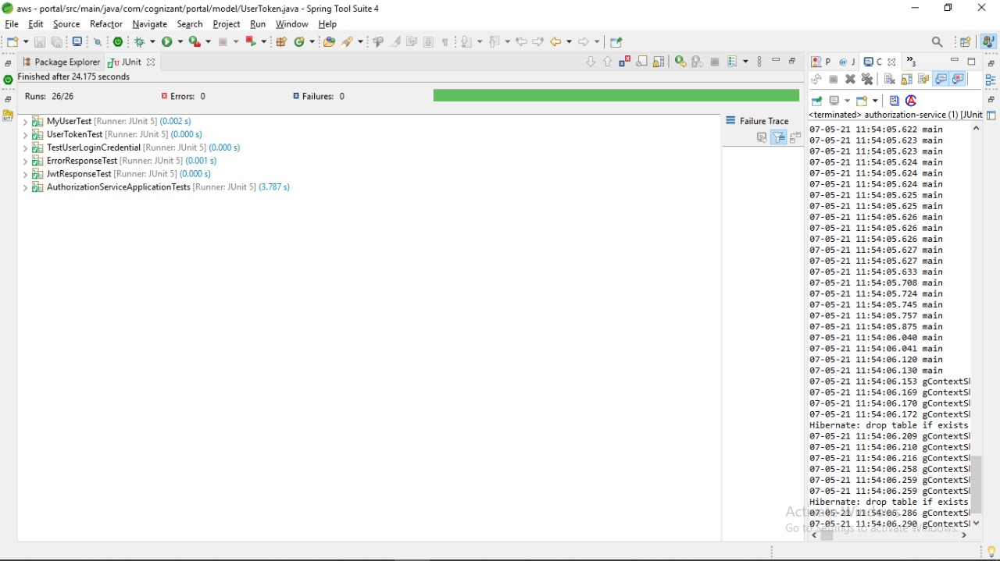 aws - portal/src/main/java/com/cognizant/portal/model/UserToken.java - Spring Tool Suite 4
File Edit Source Refactor Navigate Search Project Run Window Help
Package Explorer JUnit
Finished after 24.175 seconds
Runs: 26/26 Errors: 0 Failures: 0
MyUserTest [Runner: JUnit 5] (0.002 s)
UserTokenTest [Runner: JUnit 5] (0.000 s)
TestUserLoginCredential [Runner: JUnit 5] (0.000 s)
ErrorResponseTest [Runner: JUnit 5] (0.001 s)
JwtResponseTest [Runner: JUnit 5] (0.000 s)
AuthorizationServiceApplicationTests [Runner: JUnit 5] (3.787 s)
Failure Trace
P @ J C »3
<terminated> authorization-service (1) [JUnit
07-05-21 11:54:05.622 main
07-05-21 11:54:05.623 main
07-05-21 11:54:05.623 main
07-05-21 11:54:05.624 main
07-05-21 11:54:05.624 main
07-05-21 11:54:05.624 main
07-05-21 11:54:05.625 main
07-05-21 11:54:05.625 main
07-05-21 11:54:05.626 main
07-05-21 11:54:05.626 main
07-05-21 11:54:05.626 main
07-05-21 11:54:05.627 main
07-05-21 11:54:05.627 main
07-05-21 11:54:05.633 main
07-05-21 11:54:05.708 main
07-05-21 11:54:05.724 main
07-05-21 11:54:05.745 main
07-05-21 11:54:05.757 main
07-05-21 11:54:05.875 main
07-05-21 11:54:06.040 main
07-05-21 11:54:06.041 main
07-05-21 11:54:06.120 main
07-05-21 11:54:06.130 main
07-05-21 11:54:06.153 gContextS
07-05-21 11:54:06.169 gContextS
07-05-21 11:54:06.170 gContextS
07-05-21 11:54:06.172 gContextS
Hibernate: drop table if exists
07-05-21 11:54:06.209 gContextS
07-05-21 11:54:06.210 gContextS
07-05-21 11:54:06.216 gContextS
07-05-21 11:54:06.258 gContextS
07-05-21 11:54:06.259 gContextS
07-05-21 11:54:06.259 gContextS
Hibernate: drop table if exists
07-05-21 11:54:06.286 gContextS
07-05-21 11:54:06.290 gContextS
Activate Windows
Go to Settings to activate Windows.